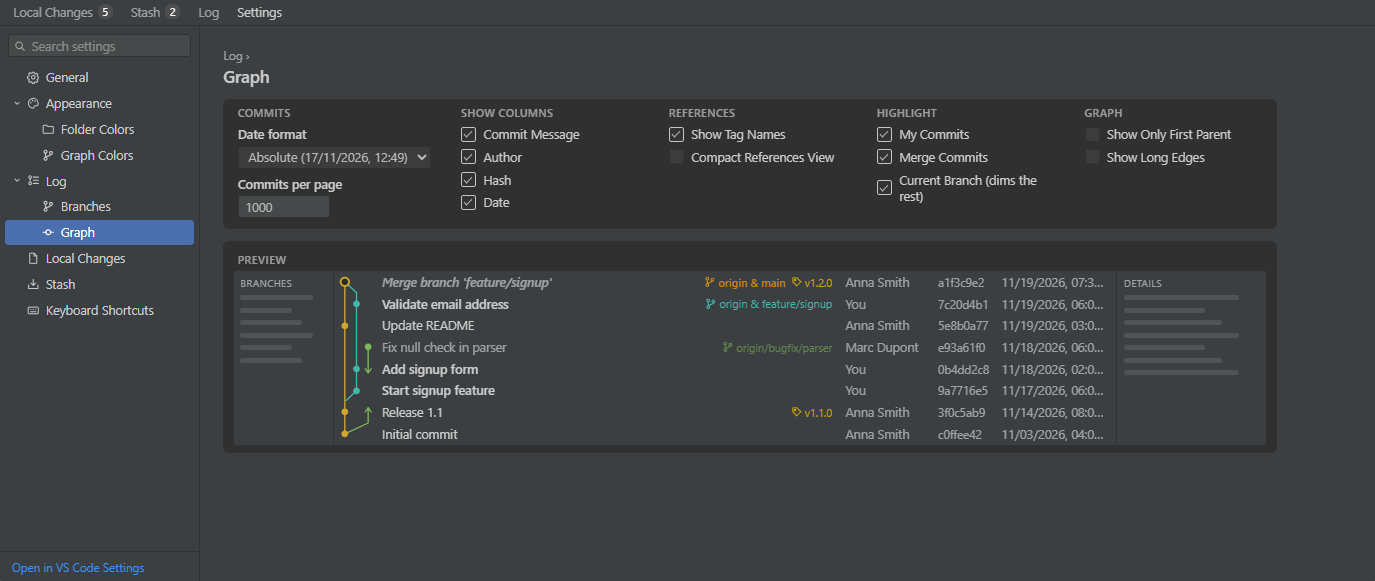 Local Changes 5 Stash 2 Log Settings
Search settings
General
Appearance
Folder Colors
Graph Colors
Log
Branches
Graph
Local Changes
Stash
Keyboard Shortcuts
Open in VS Code Settings
Log ›
Graph
COMMITS
Date format
Absolute (17/11/2026, 12:49)
Commits per page
1000
SHOW COLUMNS
Commit Message
Author
Hash
Date
REFERENCES
Show Tag Names
Compact References View
HIGHLIGHT
My Commits
Merge Commits
Current Branch (dims the
rest)
GRAPH
Show Only First Parent
Show Long Edges
PREVIEW
BRANCHES
Merge branch 'feature/signup' origin & main v1.2.0 Anna Smith a1f3c9e2 11/19/2026, 07:3...
Validate email address origin & feature/signup You 7c20d4b1 11/19/2026, 06:0...
Update README Anna Smith 5e8b0a77 11/19/2026, 03:0...
Fix null check in parser origin/bugfix/parser Marc Dupont e93a61f0 11/18/2026, 06:0...
Add signup form You 0b4dd2c8 11/18/2026, 02:0...
Start signup feature You 9a7716e5 11/17/2026, 06:0...
Release 1.1 v1.1.0 Anna Smith 3f0c5ab9 11/14/2026, 08:0...
Initial commit Anna Smith c0ffee42 11/03/2026, 04:0...
DETAILS